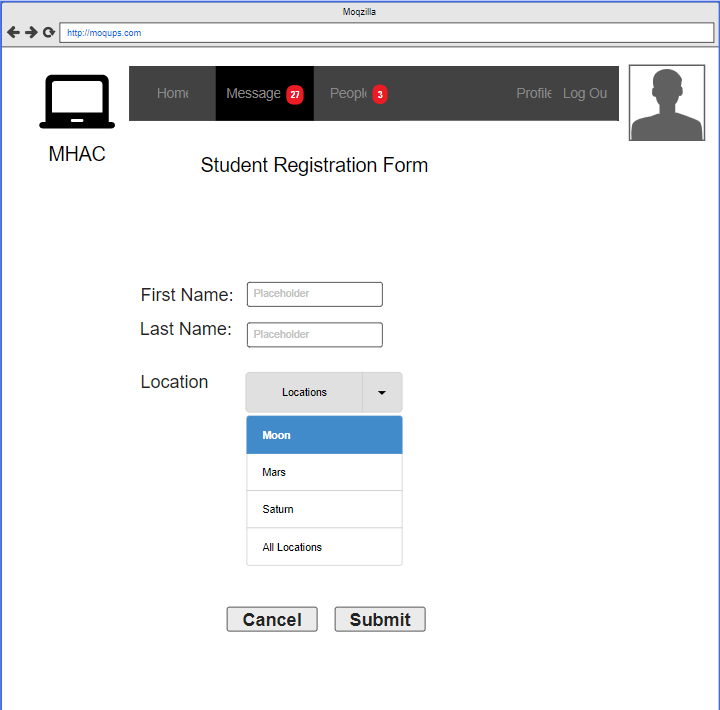 Moqzilla
http://moqups.com
Home Message 27 People 3 Profile Log Ou
MHAC
Student Registration Form
First Name: Placeholder
Last Name: Placeholder
Location
Locations
Moon
Mars
Saturn
All Locations
Cancel Submit